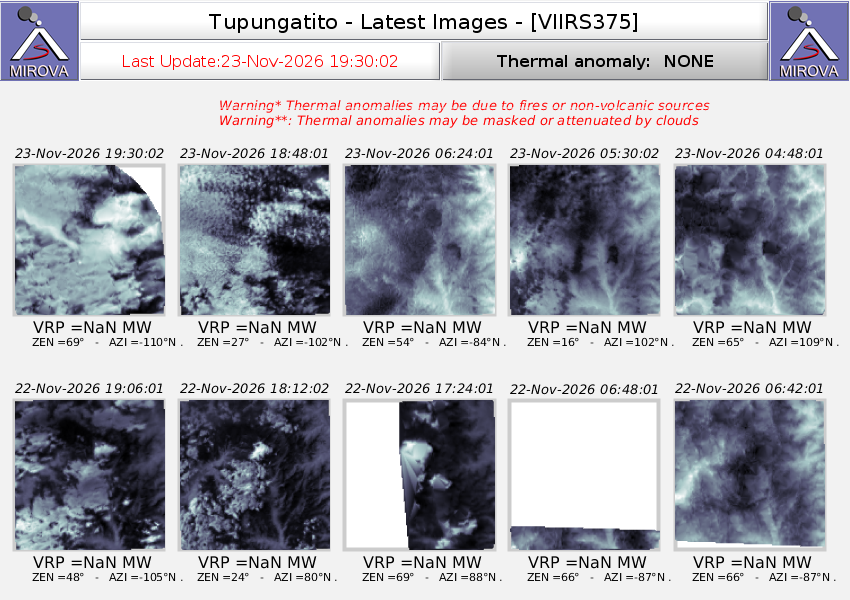 Tupungatito - Latest Images - [VIIRS375]
MIROVA
MIROVA
Last Update:23-Nov-2026 19:30:02
Thermal anomaly: NONE
Warning* Thermal anomalies may be due to fires or non-volcanic sources
Warning**: Thermal anomalies may be masked or attenuated by clouds
23-Nov-2026 19:30:02 23-Nov-2026 18:48:01 23-Nov-2026 06:24:01 23-Nov-2026 05:30:02 23-Nov-2026 04:48:01
VRP =NaN MW VRP =NaN MW VRP =NaN MW VRP =NaN MW VRP =NaN MW
ZEN =69° - AZI =-110°N . ZEN =27° - AZI =-102°N . ZEN =54° - AZI =-84°N . ZEN =16° - AZI =102°N . ZEN =65° - AZI =109°N .
22-Nov-2026 19:06:01 22-Nov-2026 18:12:02 22-Nov-2026 17:24:01 22-Nov-2026 06:48:01 22-Nov-2026 06:42:01
VRP =NaN MW VRP =NaN MW VRP =NaN MW VRP =NaN MW VRP =NaN MW
ZEN =48° - AZI =-105°N . ZEN =24° - AZI =80°N . ZEN =69° - AZI =88°N . ZEN =66° - AZI =-87°N . ZEN =66° - AZI =-87°N .